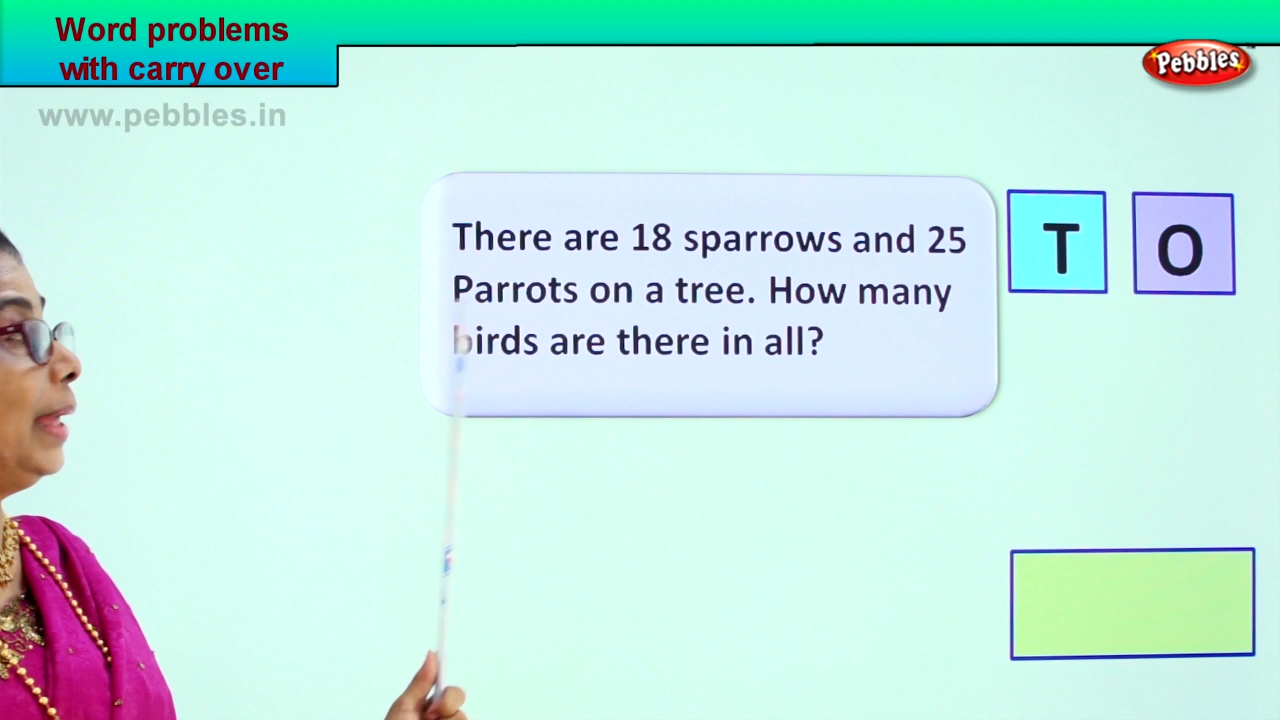 Word problems
with carry over
Pebbles
www.pebbles.in
There are 18 sparrows and 25
Parrots on a tree. How many
birds are there in all?
T O